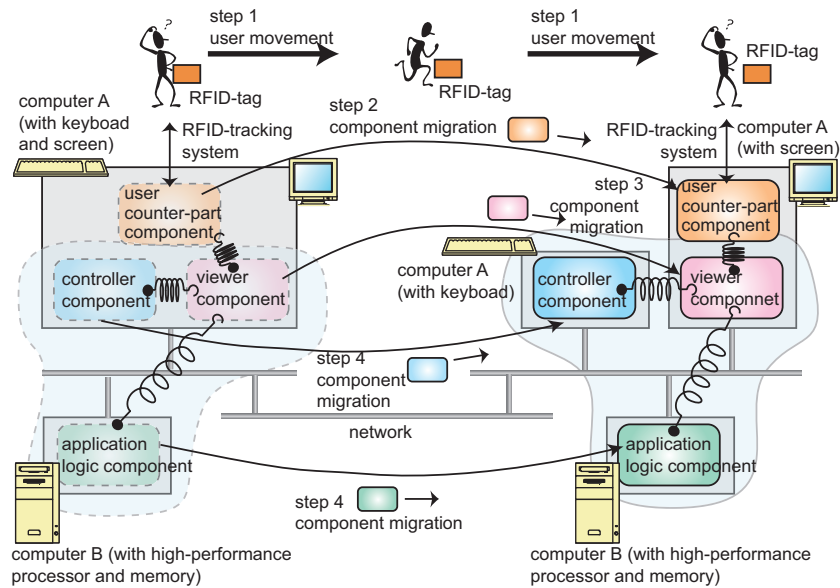 step 1
user movement
step 1
user movement
RFID-tag
RFID-tag
RFID-tag
computer A
(with keyboad
and screen)
RFID-tracking
system
step 2
component migration
RFID-tracking
system
computer A
(with screen)
user
counter-part
component
step 3
component
migration
user
counter-part
component
controller
component
viewer
component
computer A
(with keyboad)
controller
component
viewer
componnet
step 4
component
migration
network
application
logic component
application
logic component
step 4
component migration
computer B (with high-performance
processor and memory)
computer B (with high-performance
processor and memory)
?
?